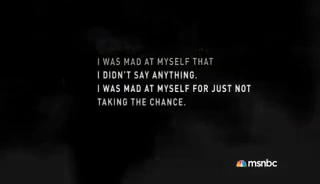 I WAS MAD AT MYSELF THAT
I DIDN'T SAY ANYTHING.
I WAS MAD AT MYSELF FOR JUST NOT
TAKING THE CHANCE.
msnbc